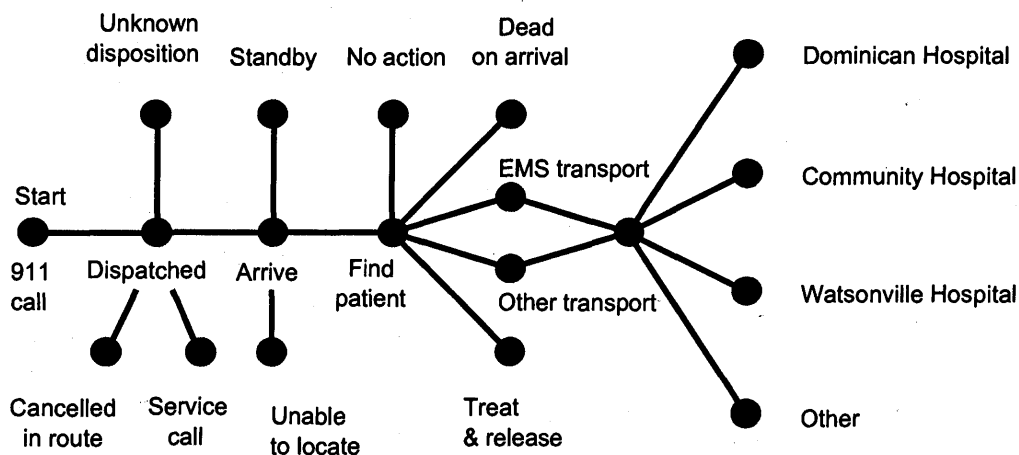 Unknown
disposition
Standby
No action
Dead
on arrival
Dominican Hospital
EMS transport
Community Hospital
Start
911
call
Dispatched
Arrive
Find
patient
Other transport
Watsonville Hospital
Cancelled
in route
Service
call
Unable
to locate
Treat
& release
Other